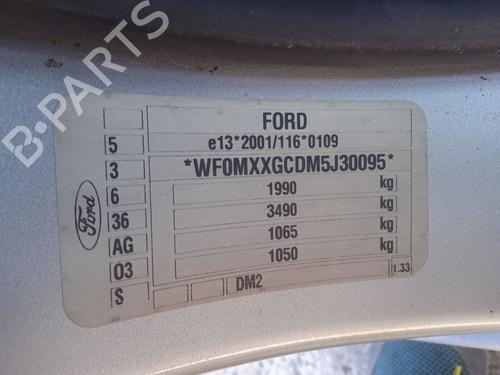 B-PARTS
FORD
5 e13*2001/116*0109
3 *WF0MXXGCDM5J30095*
6 1990 kg
36 3490 kg
AG 1065 kg
03 1050 kg
S DM2 1.33
Ford